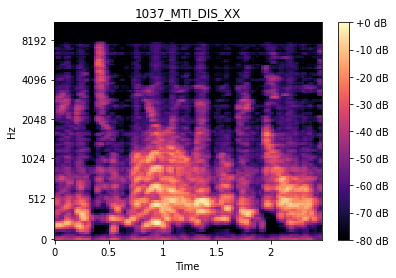 1037_MTI_DIS_XX
+0 dB
8192
-10 dB
4096
-20 dB
-30 dB
2048
Hz
-40 dB
1024
-50 dB
512
-60 dB
-70 dB
0
-80 dB
0 0.5 1 1.5 2
Time